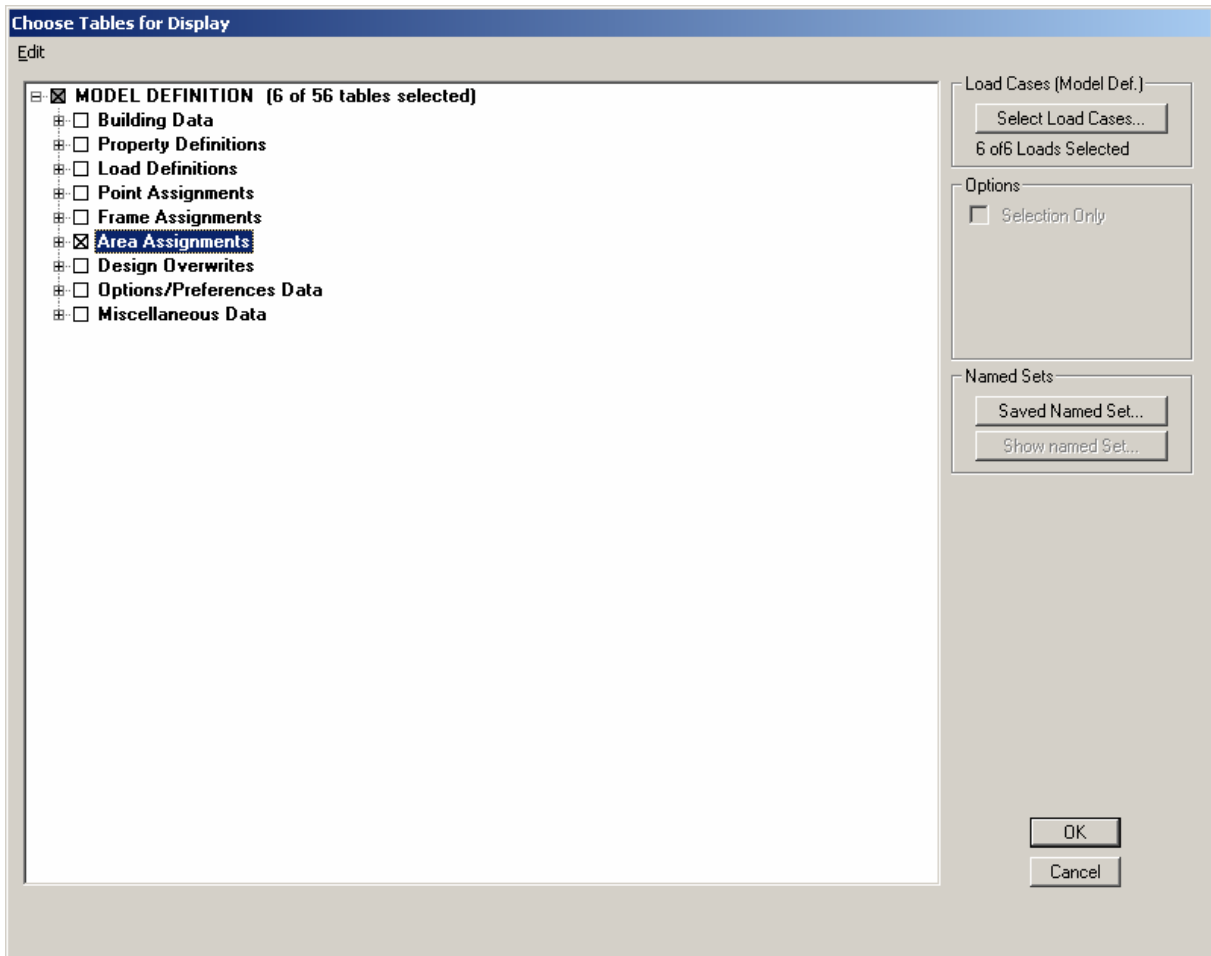 Choose Tables for Display
Edit
MODEL DEFINITION (6 of 56 tables selected)
Building Data
Property Definitions
Load Definitions
Point Assignments
Frame Assignments
Area Assignments
Design Overwrites
Options/Preferences Data
Miscellaneous Data
Load Cases (Model Def.)
Select Load Cases...
6 of6 Loads Selected
Options
Selection Only
Named Sets
Saved Named Set...
Show named Set...
OK
Cancel